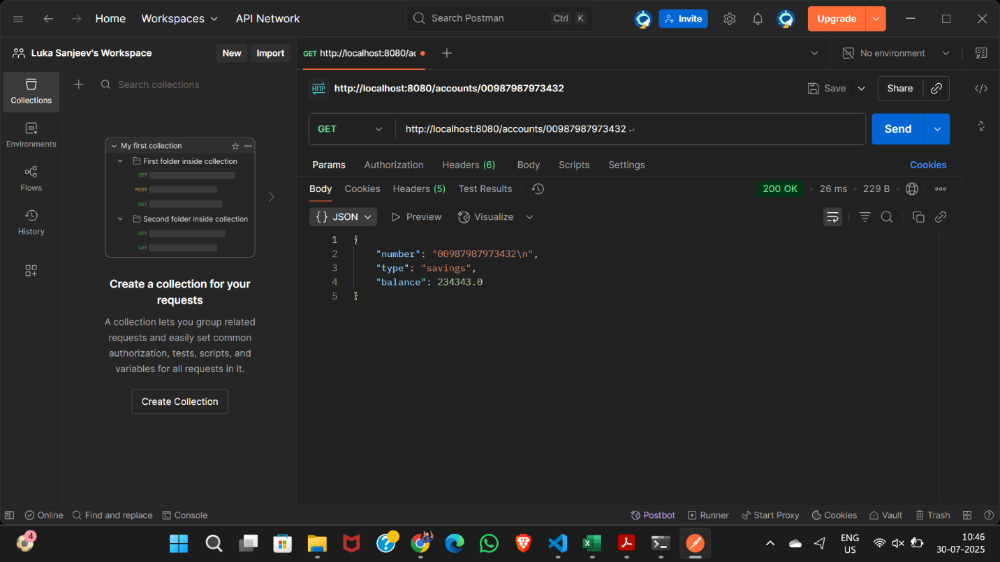 Home
Workspaces
API Network
Search Postman
Ctrl K
Invite
Upgrade
Luka Sanjeev's Workspace
New
Import
GET http://localhost:8080/ac
No environment
Collections
Environments
Flows
History
Search collections
My first collection
First folder inside collection
GET
POST
GET
Second folder inside collection
GET
GET
Create a collection for your
requests
A collection lets you group related
requests and easily set common
authorization, tests, scripts, and
variables for all requests in it.
Create Collection
HTTP http://localhost:8080/accounts/00987987973432
Save
Share
GET http://localhost:8080/accounts/00987987973432 ↵
Send
Params Authorization Headers (6) Body Scripts Settings
Cookies
Body Cookies Headers (5) Test Results
200 OK • 26 ms • 229 B
{} JSON Preview Visualize
1 {
2 "number": "00987987973432\n",
3 "type": "savings",
4 "balance": 234343.0
5 }
Online Find and replace Console
Postbot Runner Start Proxy Cookies Vault Trash
4
ENG
US
10:46
30-07-2025